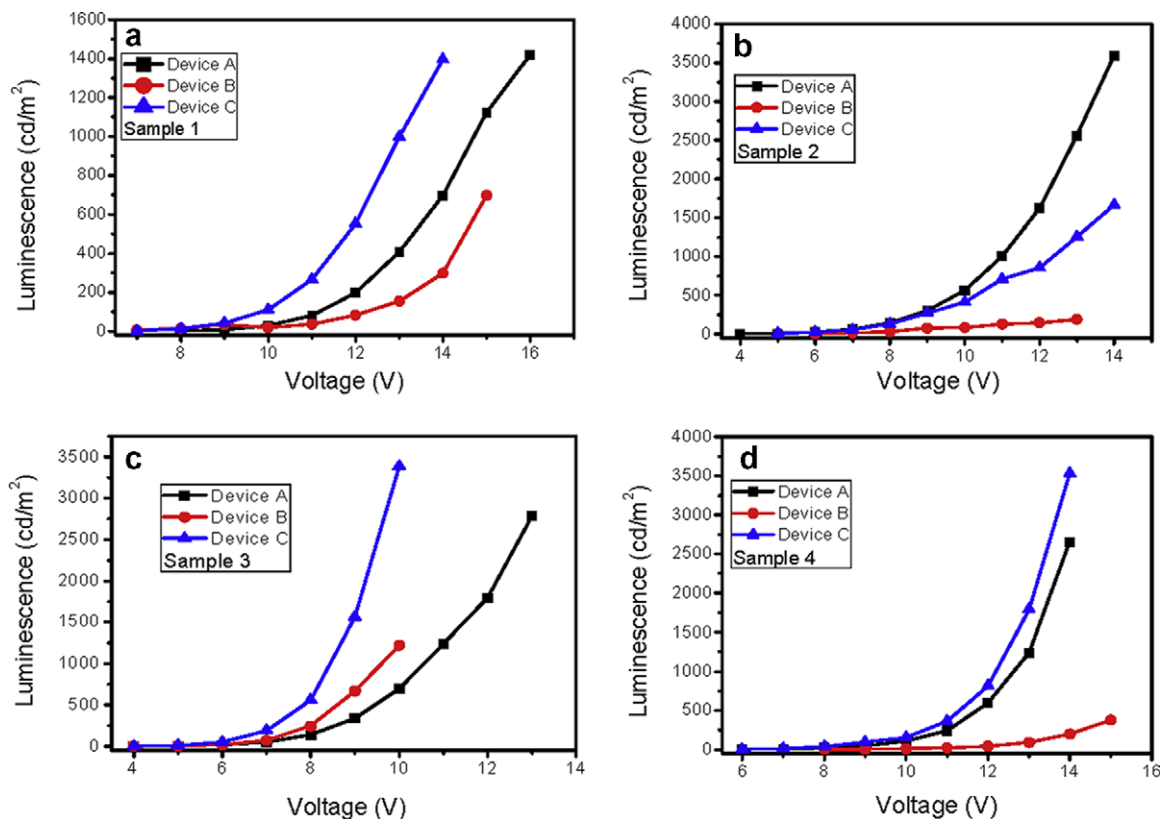 a
Device A
Device B
Device C
Sample 1
1600
1400
1200
1000
800
600
400
200
0
8 10 12 14 16
Luminescence (cd/m²)
Voltage (V)
b
Device A
Device B
Device C
Sample 2
4000
3500
3000
2500
2000
1500
1000
500
0
4 6 8 10 12 14
Luminescence (cd/m²)
Voltage (V)
c
Device A
Device B
Device C
Sample 3
3500
3000
2500
2000
1500
1000
500
0
4 6 8 10 12 14
Luminescence (cd/m²)
Voltage (V)
d
Device A
Device B
Device C
Sample 4
4000
3500
3000
2500
2000
1500
1000
500
0
6 8 10 12 14 16
Luminescence (cd/m²)
Voltage (V)